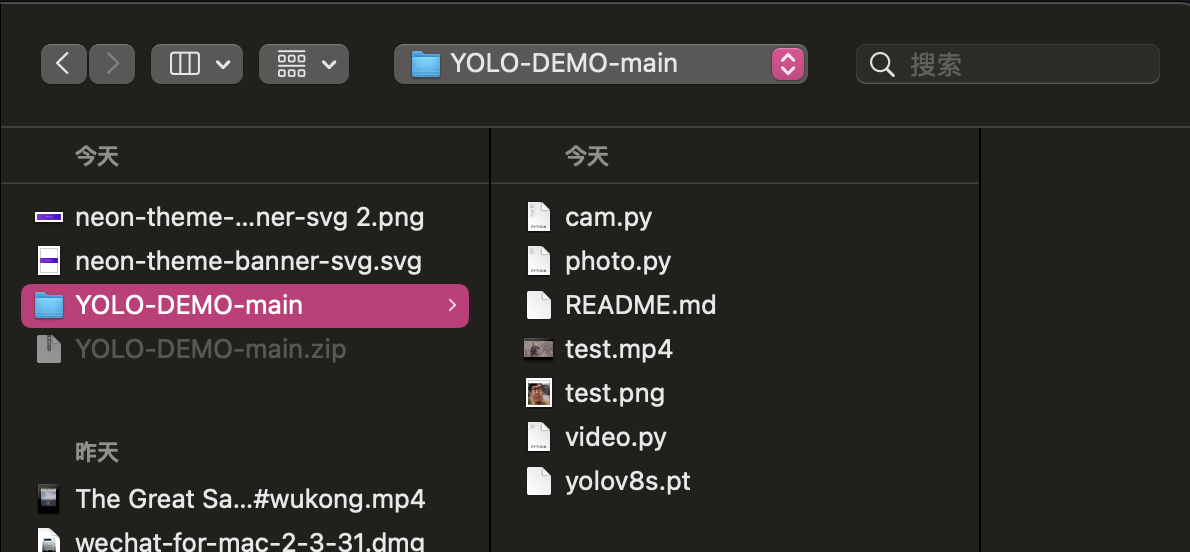 YOLO-DEMO-main
搜索
今天
neon-theme-...ner-svg 2.png
neon-theme-banner-svg.svg
YOLO-DEMO-main
YOLO-DEMO-main.zip
昨天
The Great Sa...#wukong.mp4
wechat-for-mac-2-3-31.dmg
今天
cam.py
photo.py
README.md
test.mp4
test.png
video.py
yolov8s.pt